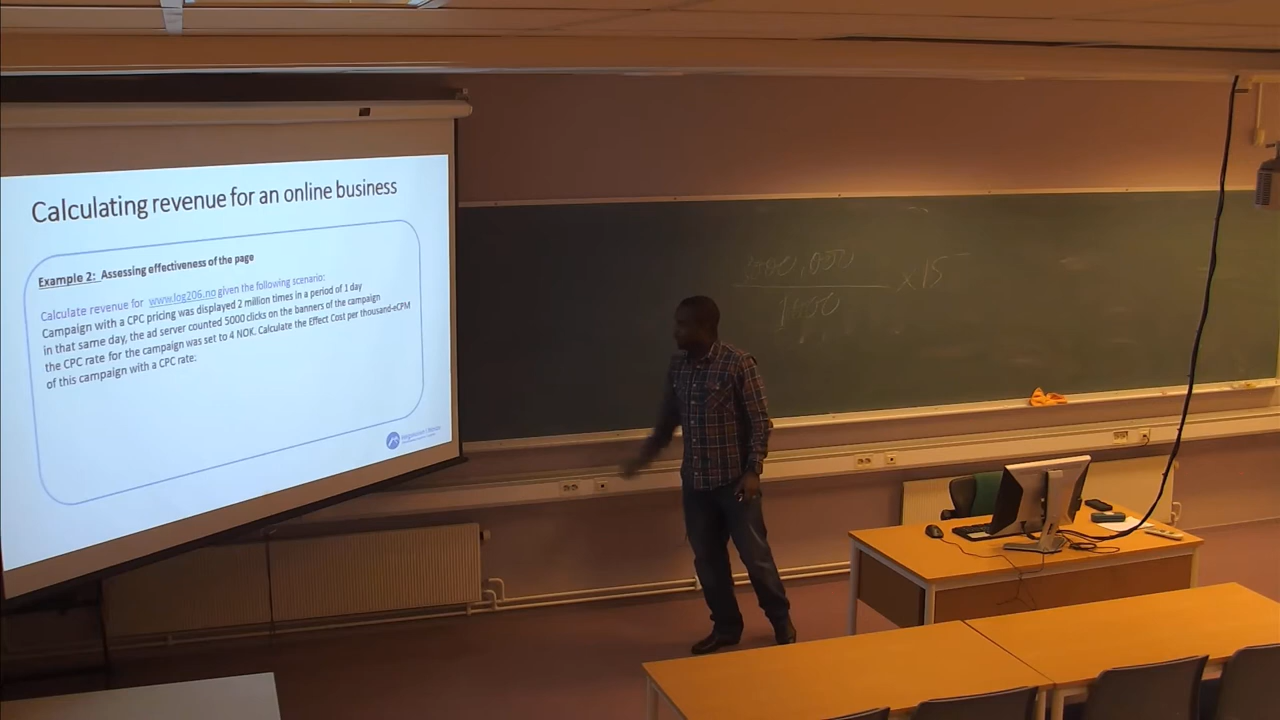 Calculating revenue for an online business
Example 2: Assessing effectiveness of the page
Calculate revenue for www.log206.no given the following scenario:
Campaign with a CPC pricing was displayed 2 million times in a period of 1 day
in that same day, the ad server counted 5000 clicks on the banners of the campaign
the CPC rate for the campaign was set to 4 NOK. Calculate the Effect Cost per thousand-eCPM
of this campaign with a CPC rate:
1000
x15